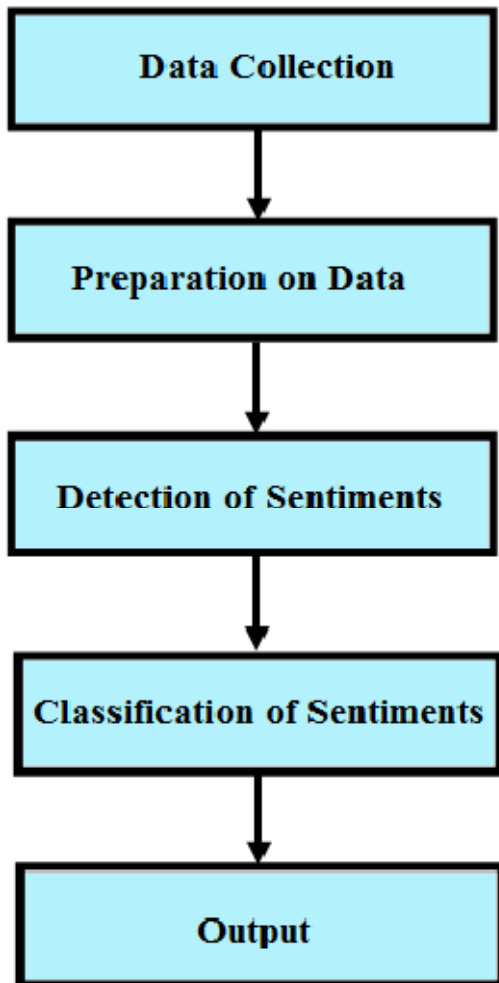 Data Collection
Preparation on Data
Detection of Sentiments
Classification of Sentiments
Output